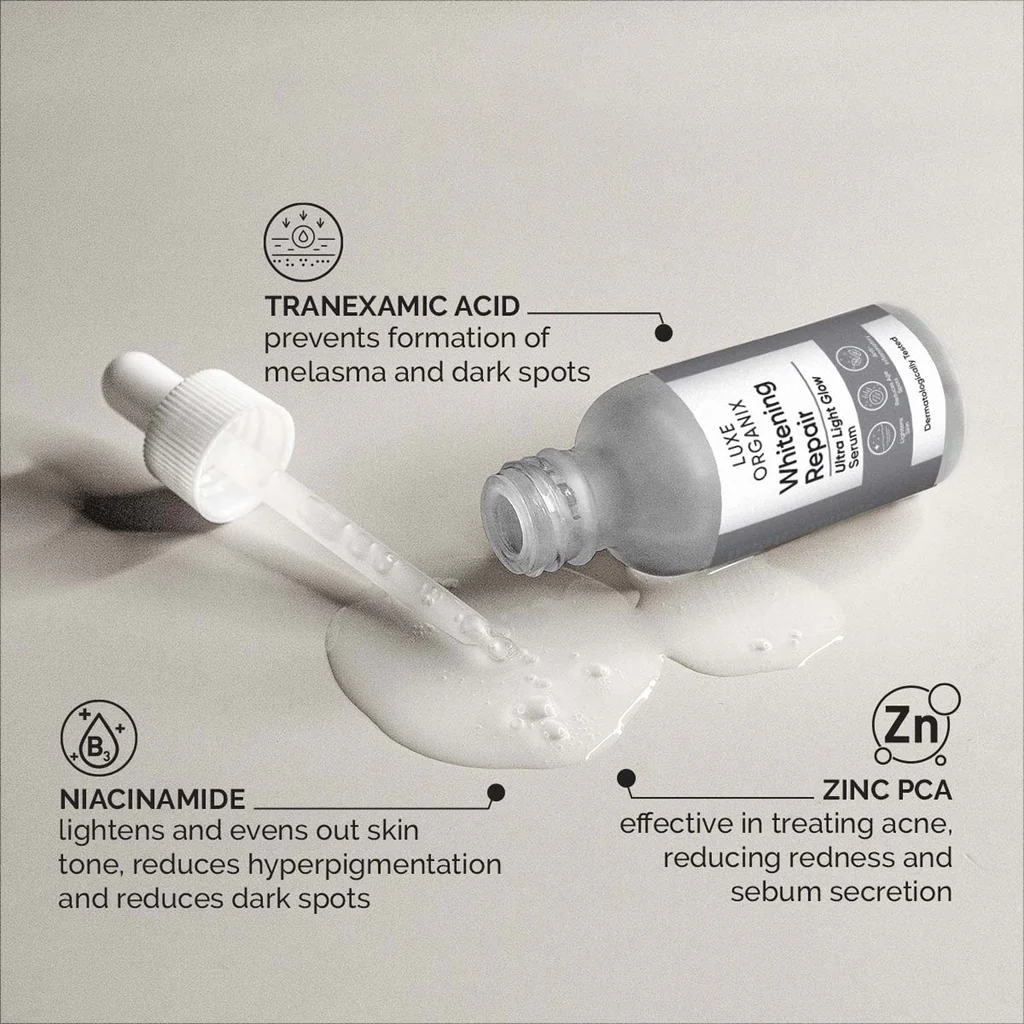 TRANEXAMIC ACID
prevents formation of
melasma and dark spots
LUXE
ORGANIX
Whitening
Repair
Ultra Light Glow
Serum
Dermatologically Tested
B3
NIACINAMIDE
lightens and evens out skin
tone, reduces hyperpigmentation
and reduces dark spots
Zn
ZINC PCA
effective in treating acne,
reducing redness and
sebum secretion